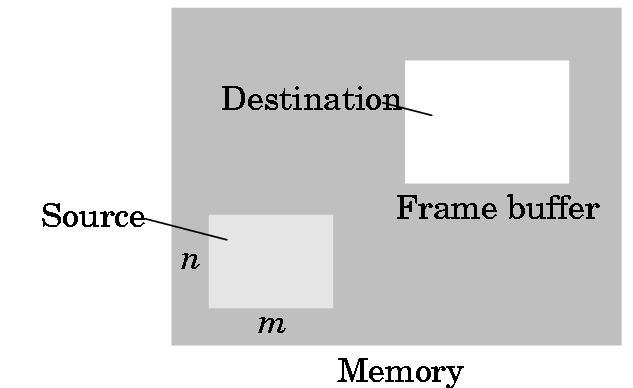 Destination
Source
Frame buffer
n
m
Memory